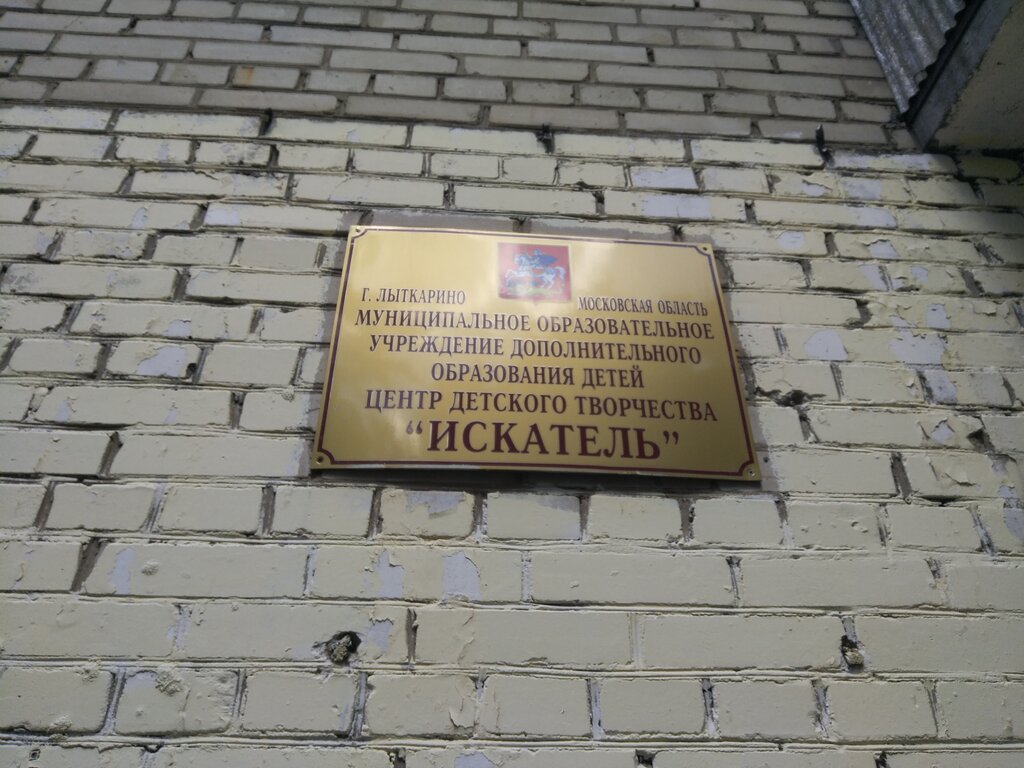 Г. ЛЫТКАРИНО МОСКОВСКАЯ ОБЛАСТЬ
МУНИЦИПАЛЬНОЕ ОБРАЗОВАТЕЛЬНОЕ
УЧРЕЖДЕНИЕ ДОПОЛНИТЕЛЬНОГО
ОБРАЗОВАНИЯ ДЕТЕЙ
ЦЕНТР ДЕТСКОГО ТВОРЧЕСТВА
“ИСКАТЕЛЬ”